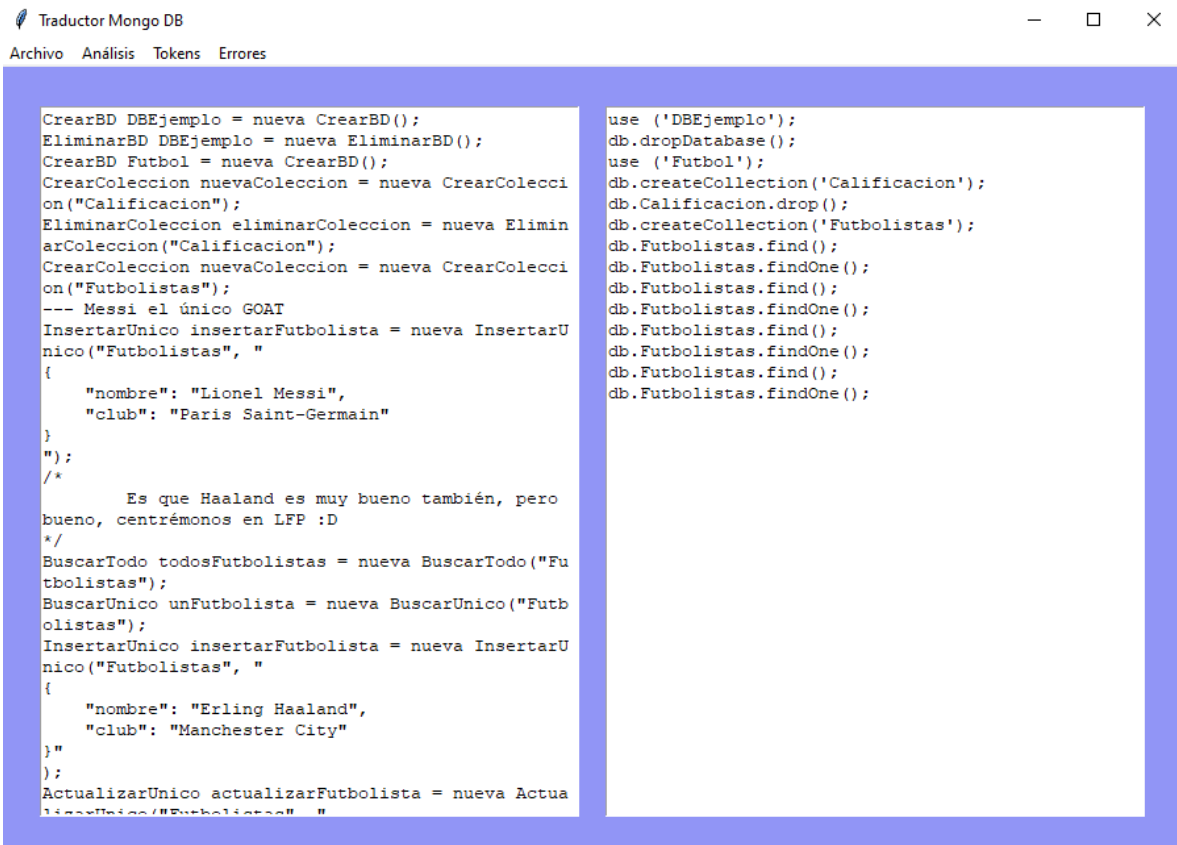 Traductor Mongo DB
Archivo Análisis Tokens Errores
CrearBD DBEjemplo = nueva CrearBD();
EliminarBD DBEjemplo = nueva EliminarBD();
CrearBD Futbol = nueva CrearBD();
CrearColeccion nuevaColeccion = nueva CrearColecci
on("Calificacion");
EliminarColeccion eliminarColeccion = nueva Elimin
arColeccion("Calificacion");
CrearColeccion nuevaColeccion = nueva CrearColecci
on("Futbolistas");
--- Messi el único GOAT
InsertarUnico insertarFutbolista = nueva InsertarU
nico("Futbolistas", "
{
    "nombre": "Lionel Messi",
    "club": "Paris Saint-Germain"
}
");
/*
        Es que Haaland es muy bueno también, pero
bueno, centrémonos en LFP :D
*/
BuscarTodo todosFutbolistas = nueva BuscarTodo("Fu
tbolistas");
BuscarUnico unFutbolista = nueva BuscarUnico("Futb
olistas");
InsertarUnico insertarFutbolista = nueva InsertarU
nico("Futbolistas", "
{
    "nombre": "Erling Haaland",
    "club": "Manchester City"
}"
);
ActualizarUnico actualizarFutbolista = nueva Actua
lizarUnico("Futbolistas", "
use ('DBEjemplo');
db.dropDatabase();
use ('Futbol');
db.createCollection('Calificacion');
db.Calificacion.drop();
db.createCollection('Futbolistas');
db.Futbolistas.find();
db.Futbolistas.findOne();
db.Futbolistas.find();
db.Futbolistas.findOne();
db.Futbolistas.find();
db.Futbolistas.findOne();
db.Futbolistas.find();
db.Futbolistas.findOne();